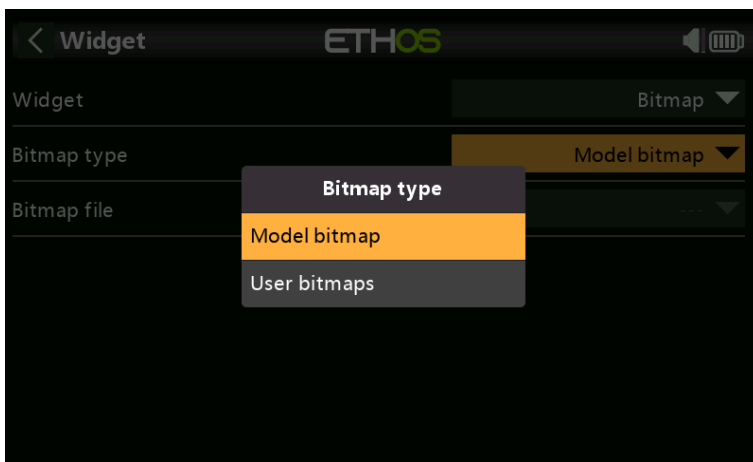 Widget
ETHOS
Widget
Bitmap
Bitmap type
Model bitmap
Bitmap file
---
Bitmap type
Model bitmap
User bitmaps